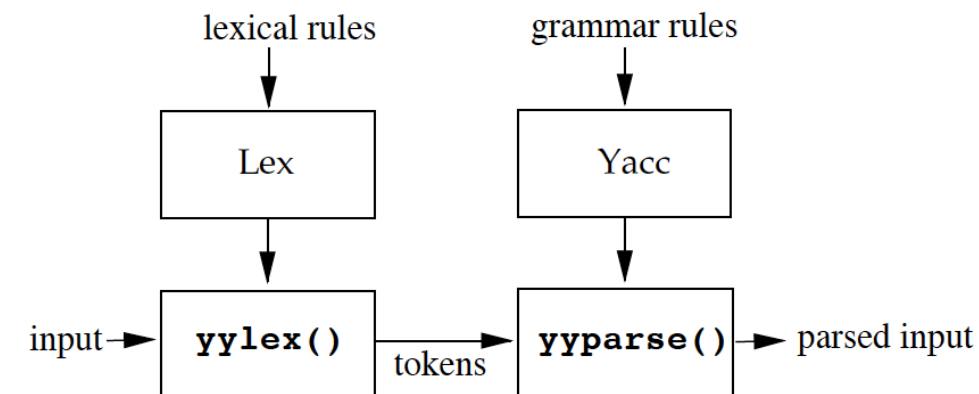 lexical rules
grammar rules
Lex
Yacc
input
yylex()
tokens
yyparse()
parsed input